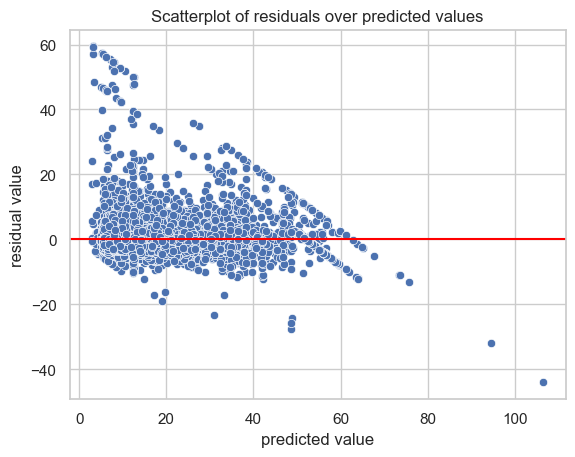 Scatterplot of residuals over predicted values
60
40
20
0
−20
−40
residual value
0 20 40 60 80 100
predicted value